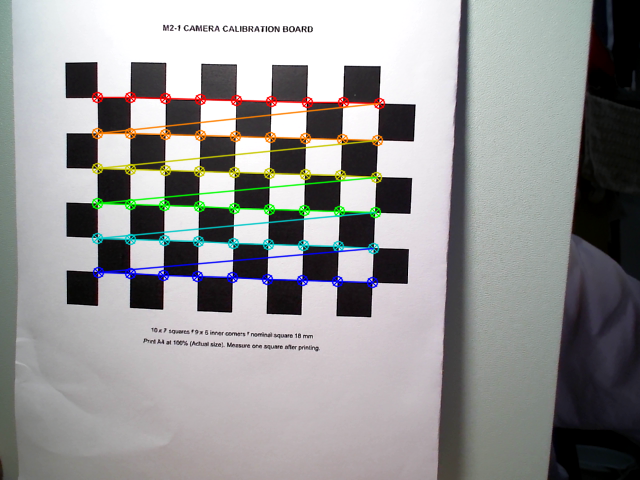 M2-1 CAMERA CALIBRATION BOARD
10 x 7 squares * 9 x 6 inner corners * nominal square 18 mm
Print A4 at 100% (Actual size). Measure one square after printing.